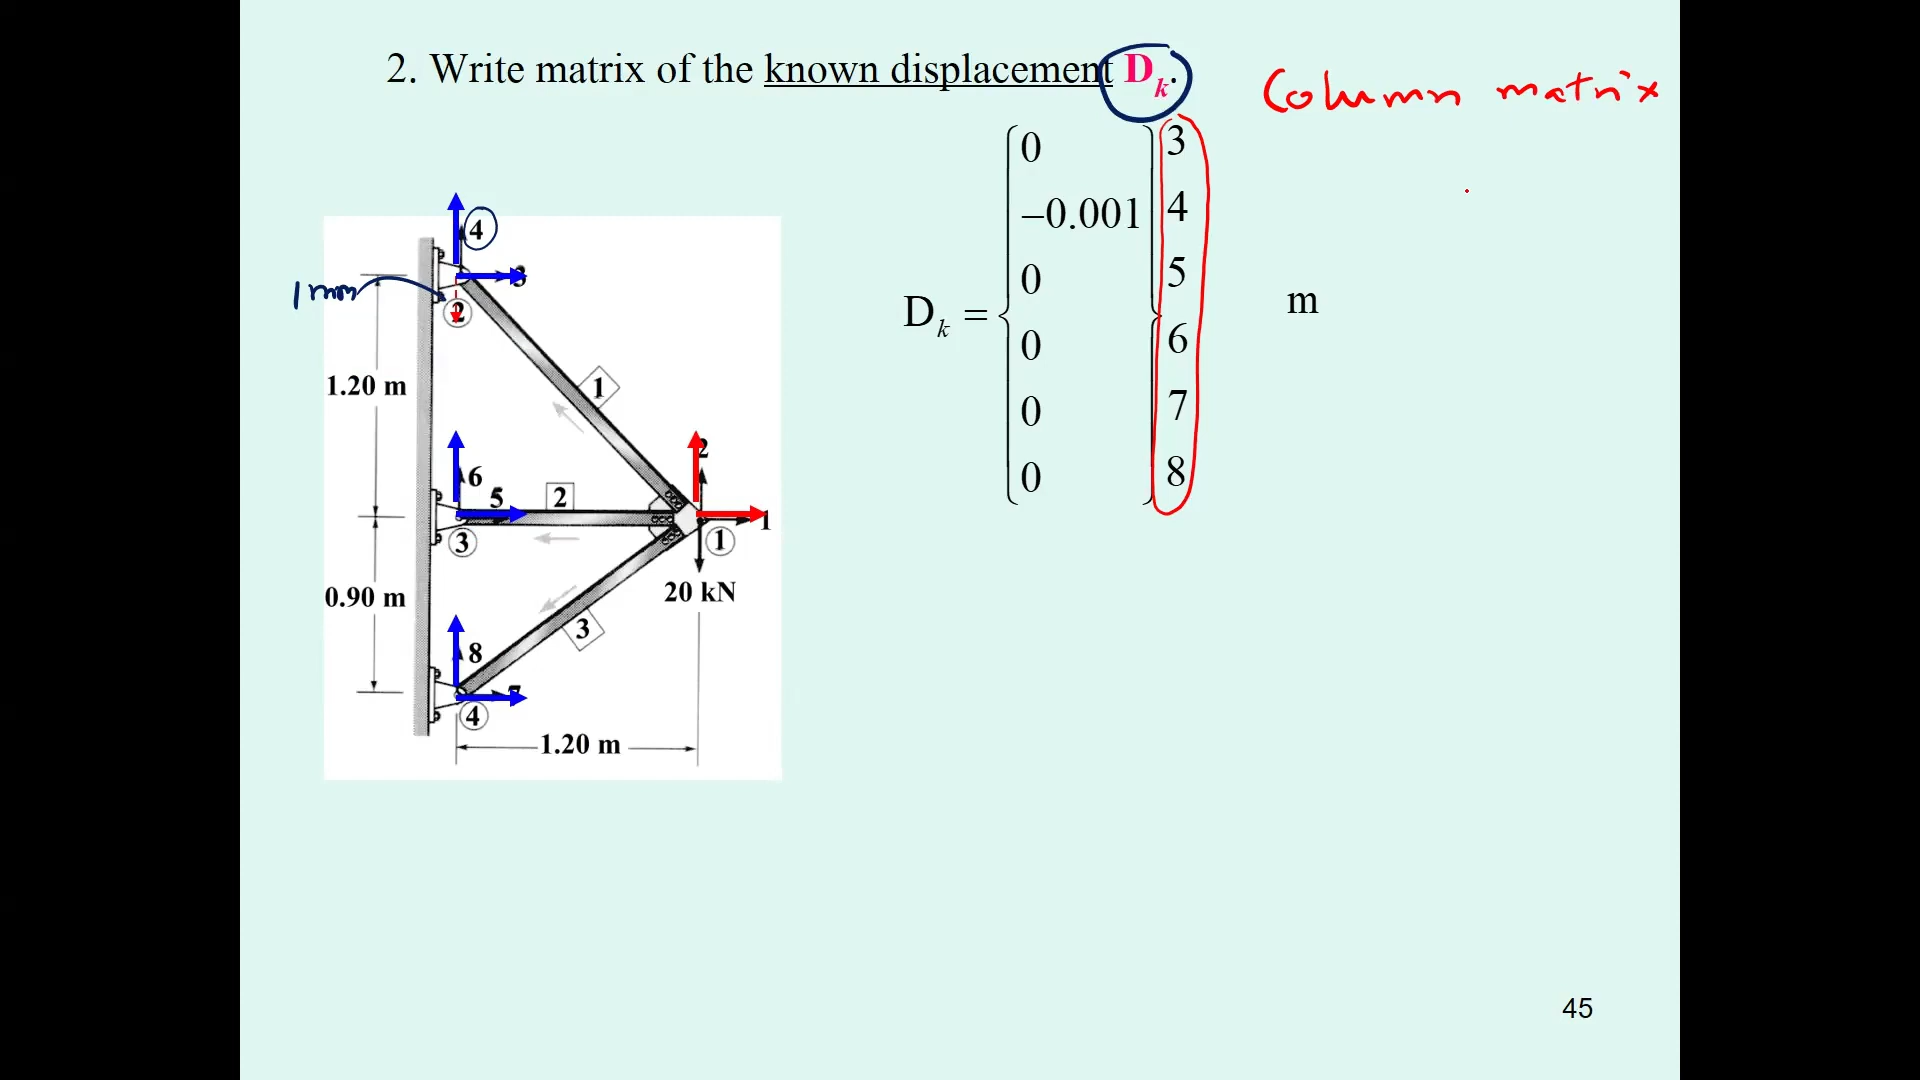 2. Write matrix of the known displacement Dk.
Column matrix
Dk = { 0 } 3
-0.001 4
0 5
0 6
0 7
0 8
m
4
3
1 mm
2
1.20 m
1
2
6
5
2
1
3
1
20 kN
0.90 m
3
8
7
4
1.20 m
45